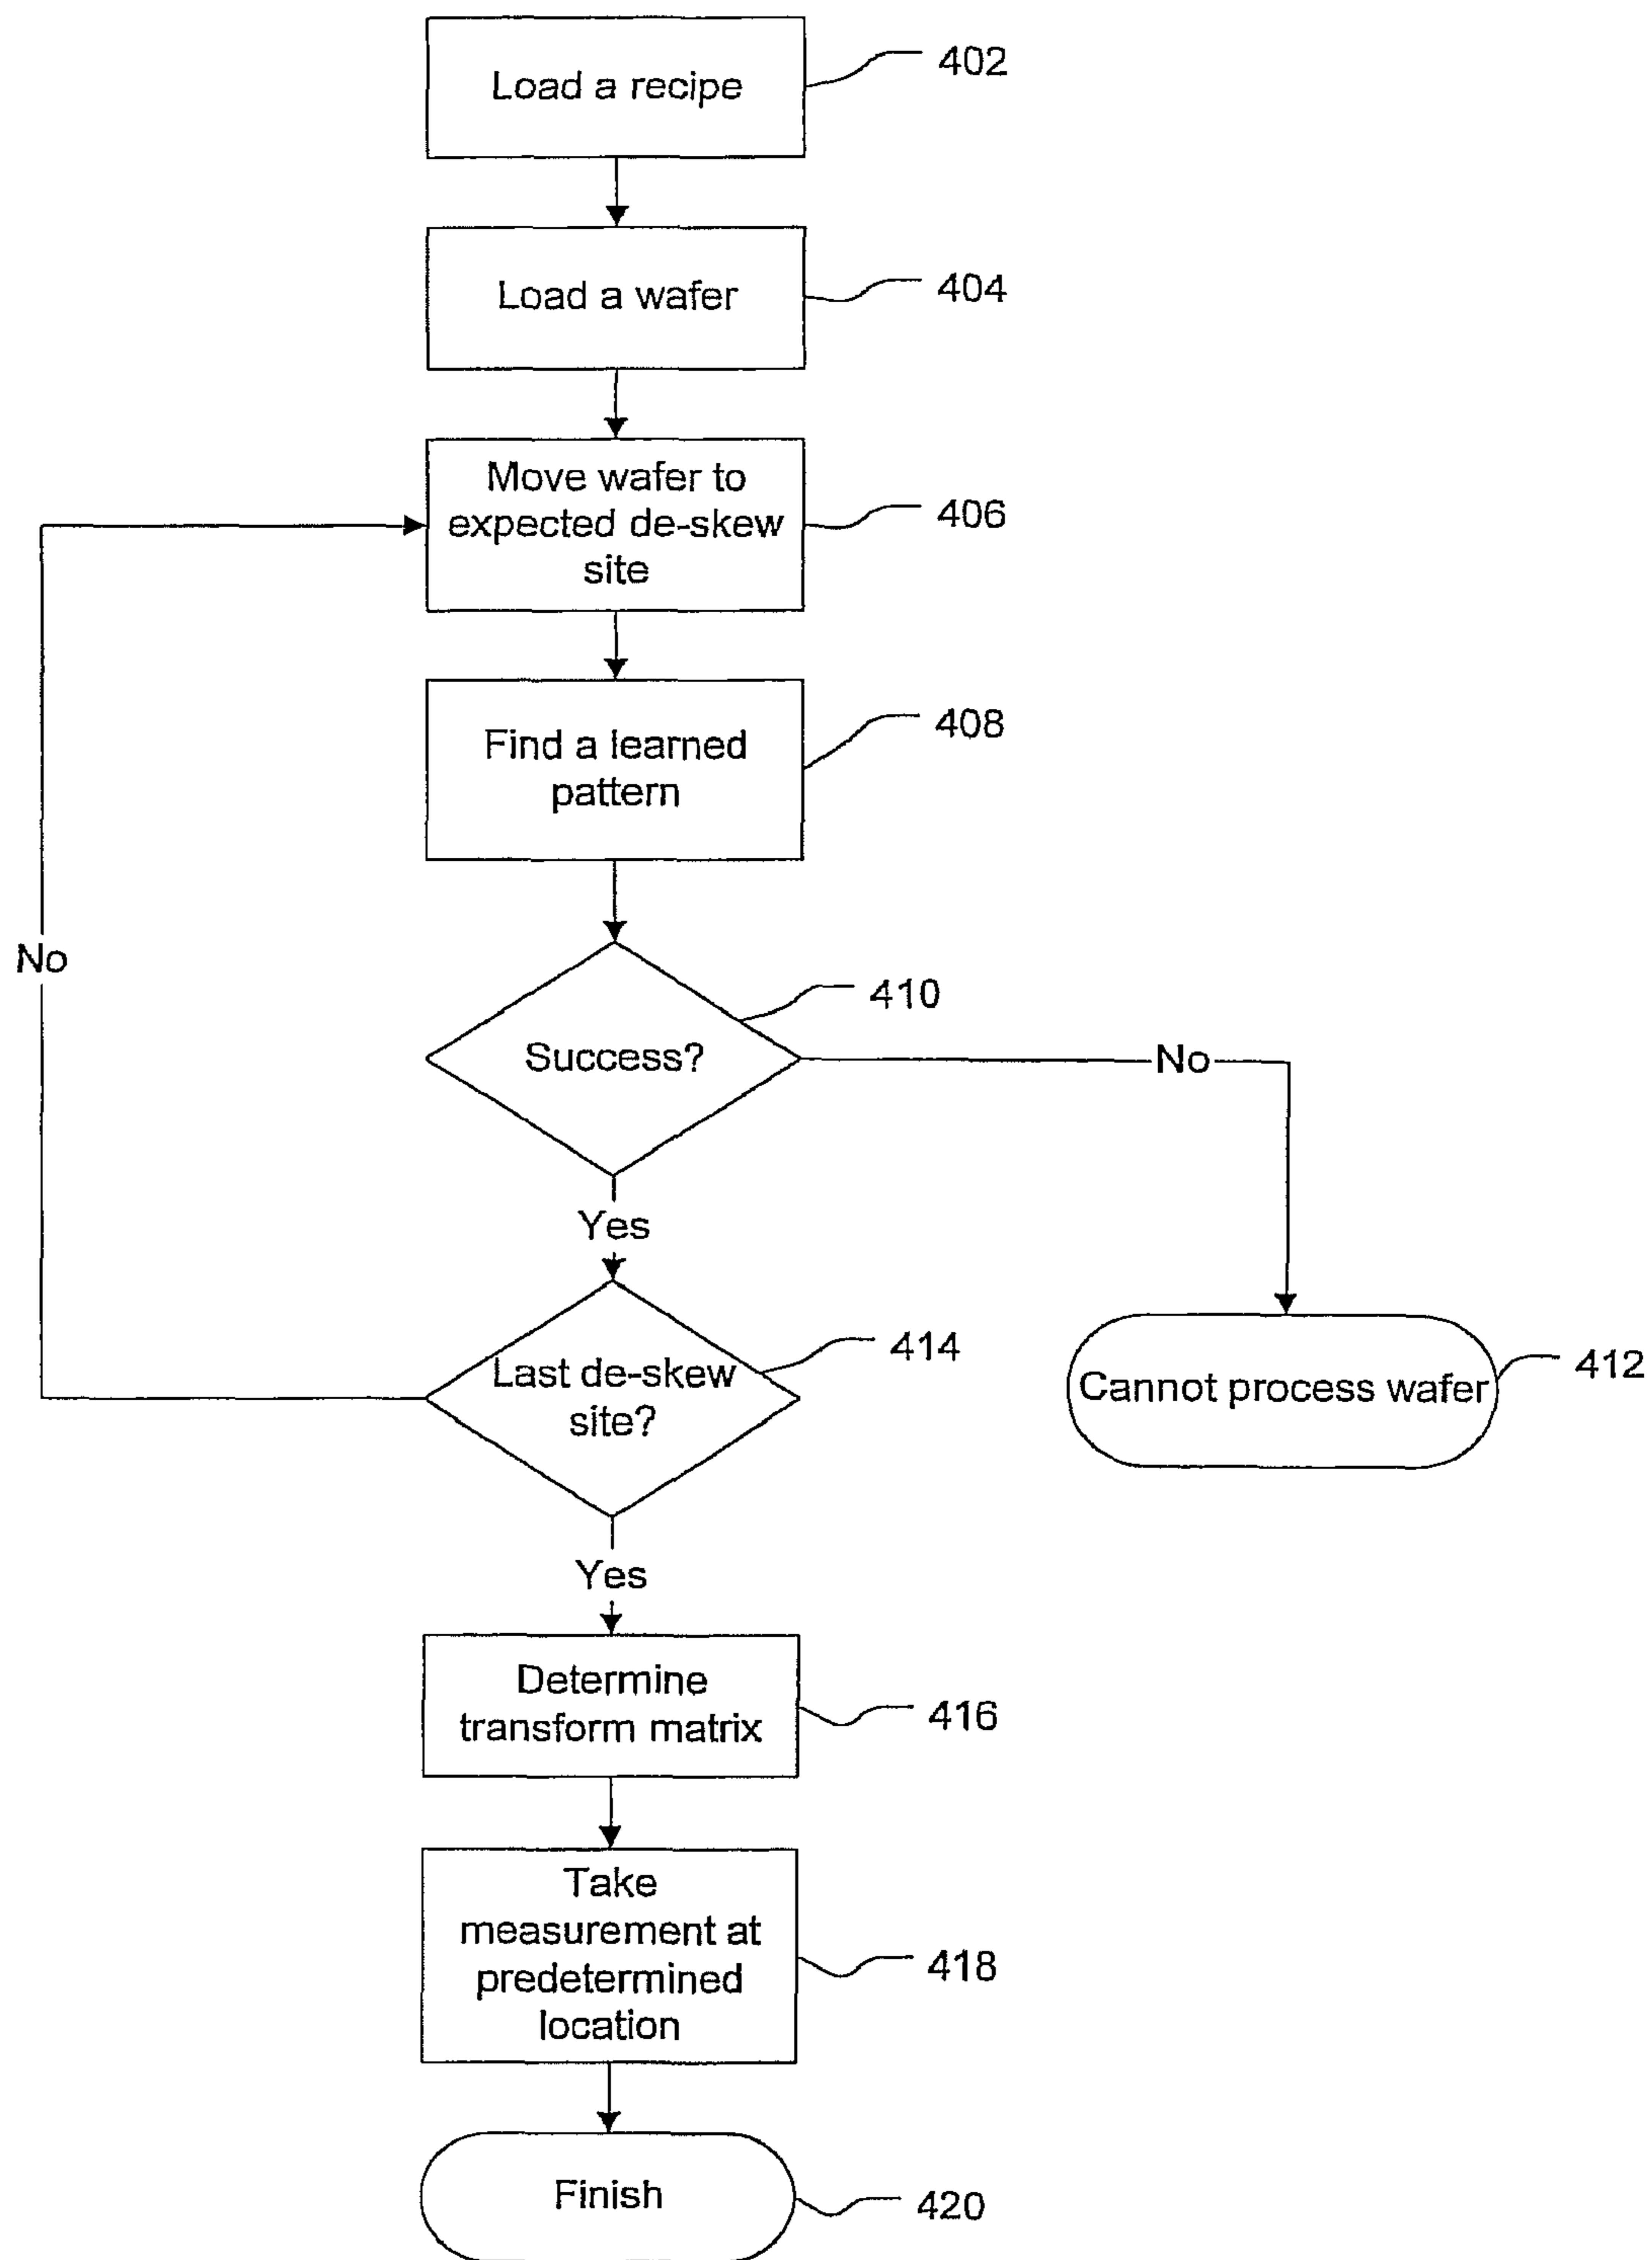 Load a recipe
402
Load a wafer
404
Move wafer to
expected de-skew
site
406
Find a learned
pattern
408
No
Success?
410
No
Yes
Last de-skew
site?
414
Cannot process wafer
412
Yes
Determine
transform matrix
416
Take
measurement at
predetermined
location
418
Finish
420